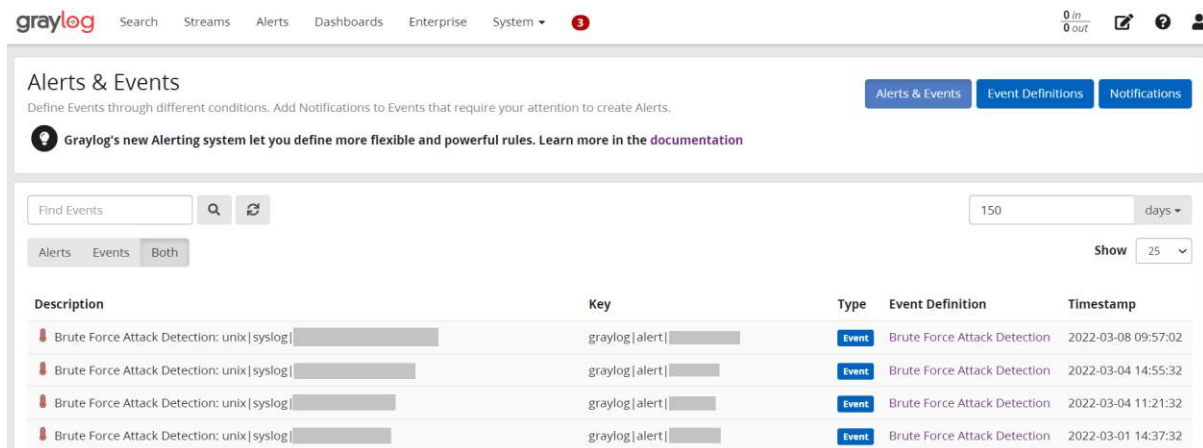 graylog Search Streams Alerts Dashboards Enterprise System 3 0 in
0 out
Alerts & Events
Define Events through different conditions. Add Notifications to Events that require your attention to create Alerts.
Alerts & Events Event Definitions Notifications
Graylog's new Alerting system let you define more flexible and powerful rules. Learn more in the documentation
Find Events 150 days
Alerts Events Both Show 25
Description Key Type Event Definition Timestamp
Brute Force Attack Detection: unix|syslog| graylog|alert| Event Brute Force Attack Detection 2022-03-08 09:57:02
Brute Force Attack Detection: unix|syslog| graylog|alert| Event Brute Force Attack Detection 2022-03-04 14:55:32
Brute Force Attack Detection: unix|syslog| graylog|alert| Event Brute Force Attack Detection 2022-03-04 11:21:32
Brute Force Attack Detection: unix|syslog| graylog|alert| Event Brute Force Attack Detection 2022-03-01 14:37:32